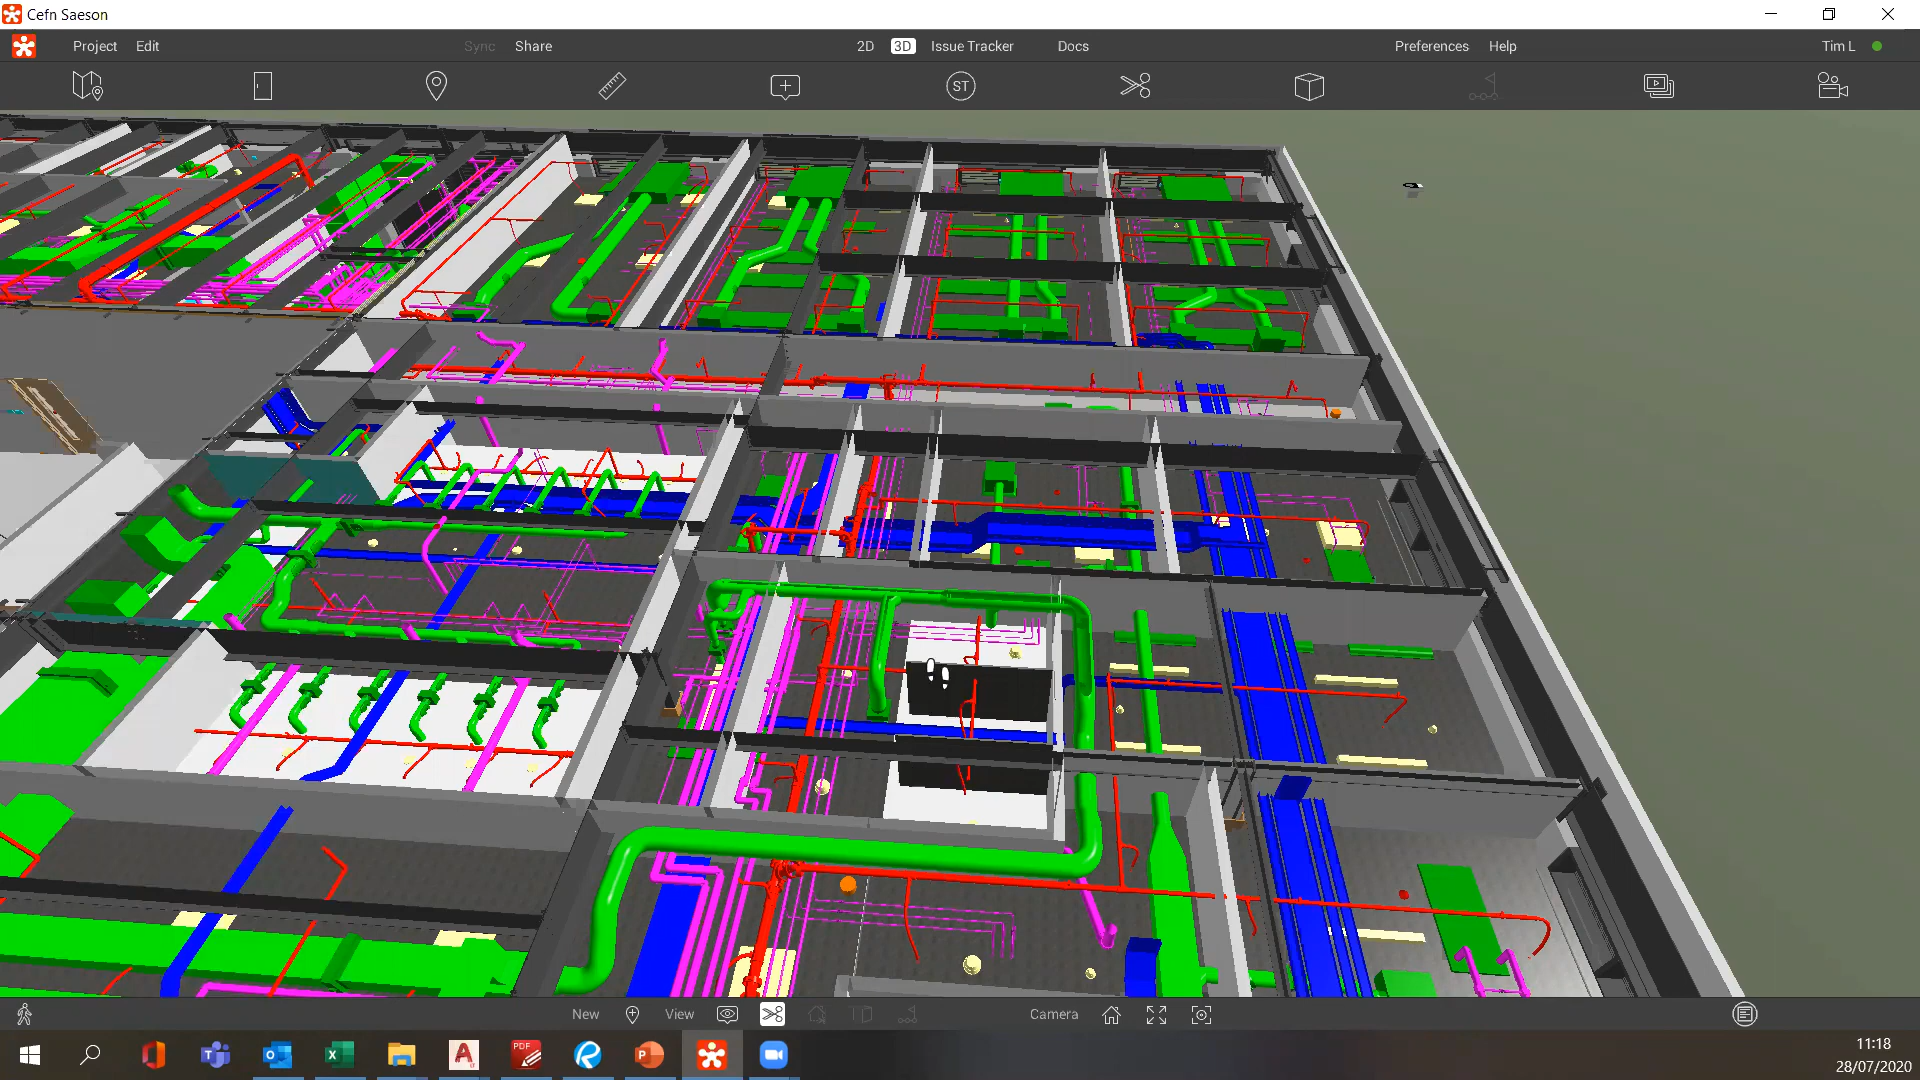 Cefn Saeson
Project Edit Sync Share 2D 3D Issue Tracker Docs Preferences Help Tim L
ST
New View Camera
PDF
11:18
28/07/2020